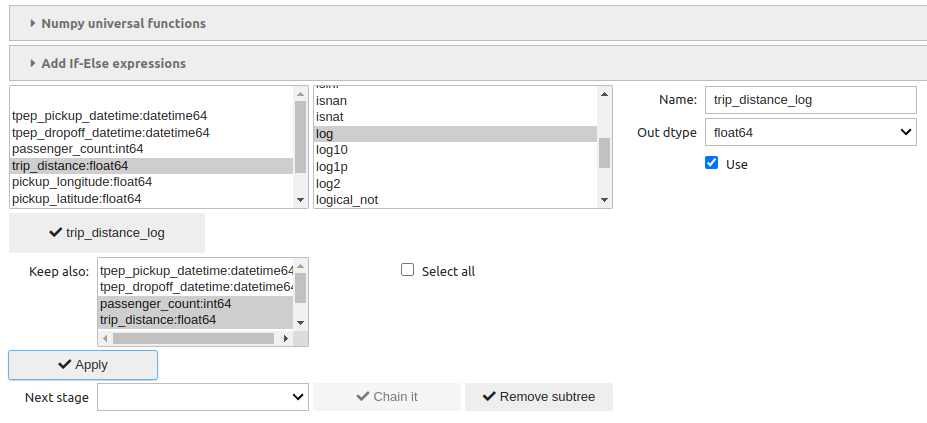 Numpy universal functions
Add If-Else expressions
tpep_pickup_datetime:datetime64
tpep_dropoff_datetime:datetime64
passenger_count:int64
trip_distance:float64
pickup_longitude:float64
pickup_latitude:float64
isnan
isnat
log
log10
log1p
log2
logical_not
Name: trip_distance_log
Out dtype float64
Use
trip_distance_log
Keep also:
tpep_pickup_datetime:datetime64
tpep_dropoff_datetime:datetime64
passenger_count:int64
trip_distance:float64
Select all
Apply
Next stage
Chain it
Remove subtree